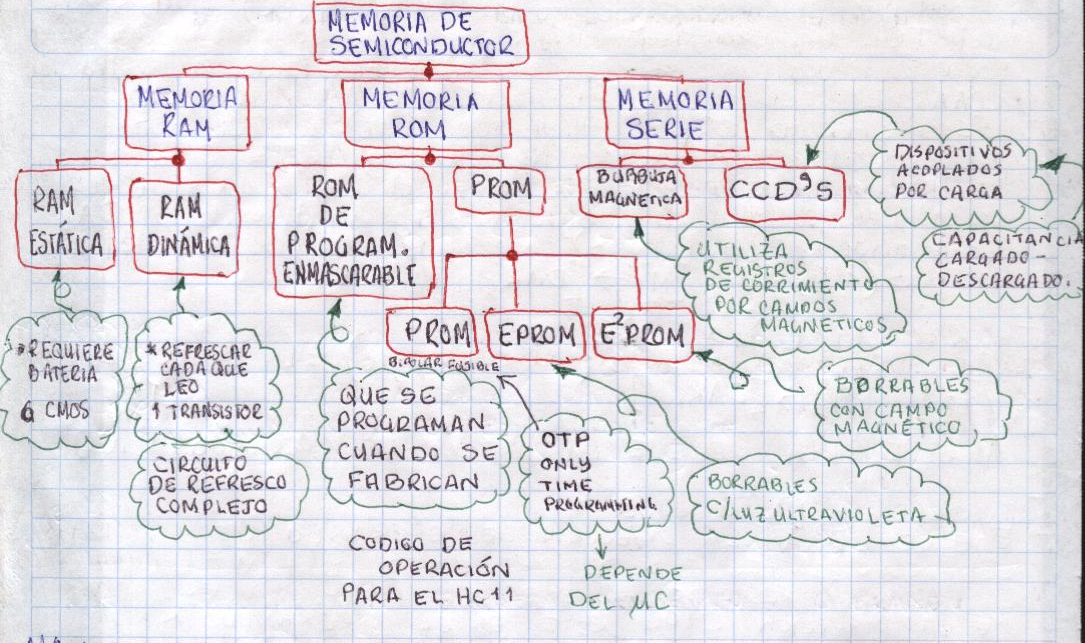 MEMORIA DE
SEMICONDUCTOR
MEMORIA
RAM
MEMORIA
ROM
MEMORIA
SERIE
RAM
ESTÁTICA
RAM
DINÁMICA
ROM
DE
PROGRAM.
ENMASCARABLE
PROM
BURBUJA
MAGNETICA
CCD'S
DISPOSITIVOS
ACOPLADOS
POR CARGA
CAPACITANCIA
CARGADO-
DESCARGADO.
UTILIZA
REGISTROS
DE CORRIMIENTO
POR CAMPOS
MAGNETICOS
PROM
BIPOLAR FUSIBLE
EPROM
E²PROM
* REQUIERE
BATERIA
6 CMOS
* REFRESCAR
CADA QUE
LEO
1 TRANSISTOR
CIRCUITO
DE REFRESCO
COMPLEJO
QUE SE
PROGRAMAN
CUANDO SE
FABRICAN
OTP
ONLY
TIME
PROGRAMMING
DEPENDE
DEL µC
BORRABLES
CON CAMPO
MAGNÉTICO
BORRABLES
C/LUZ ULTRAVIOLETA
CODIGO DE
OPERACIÓN
PARA EL HC11